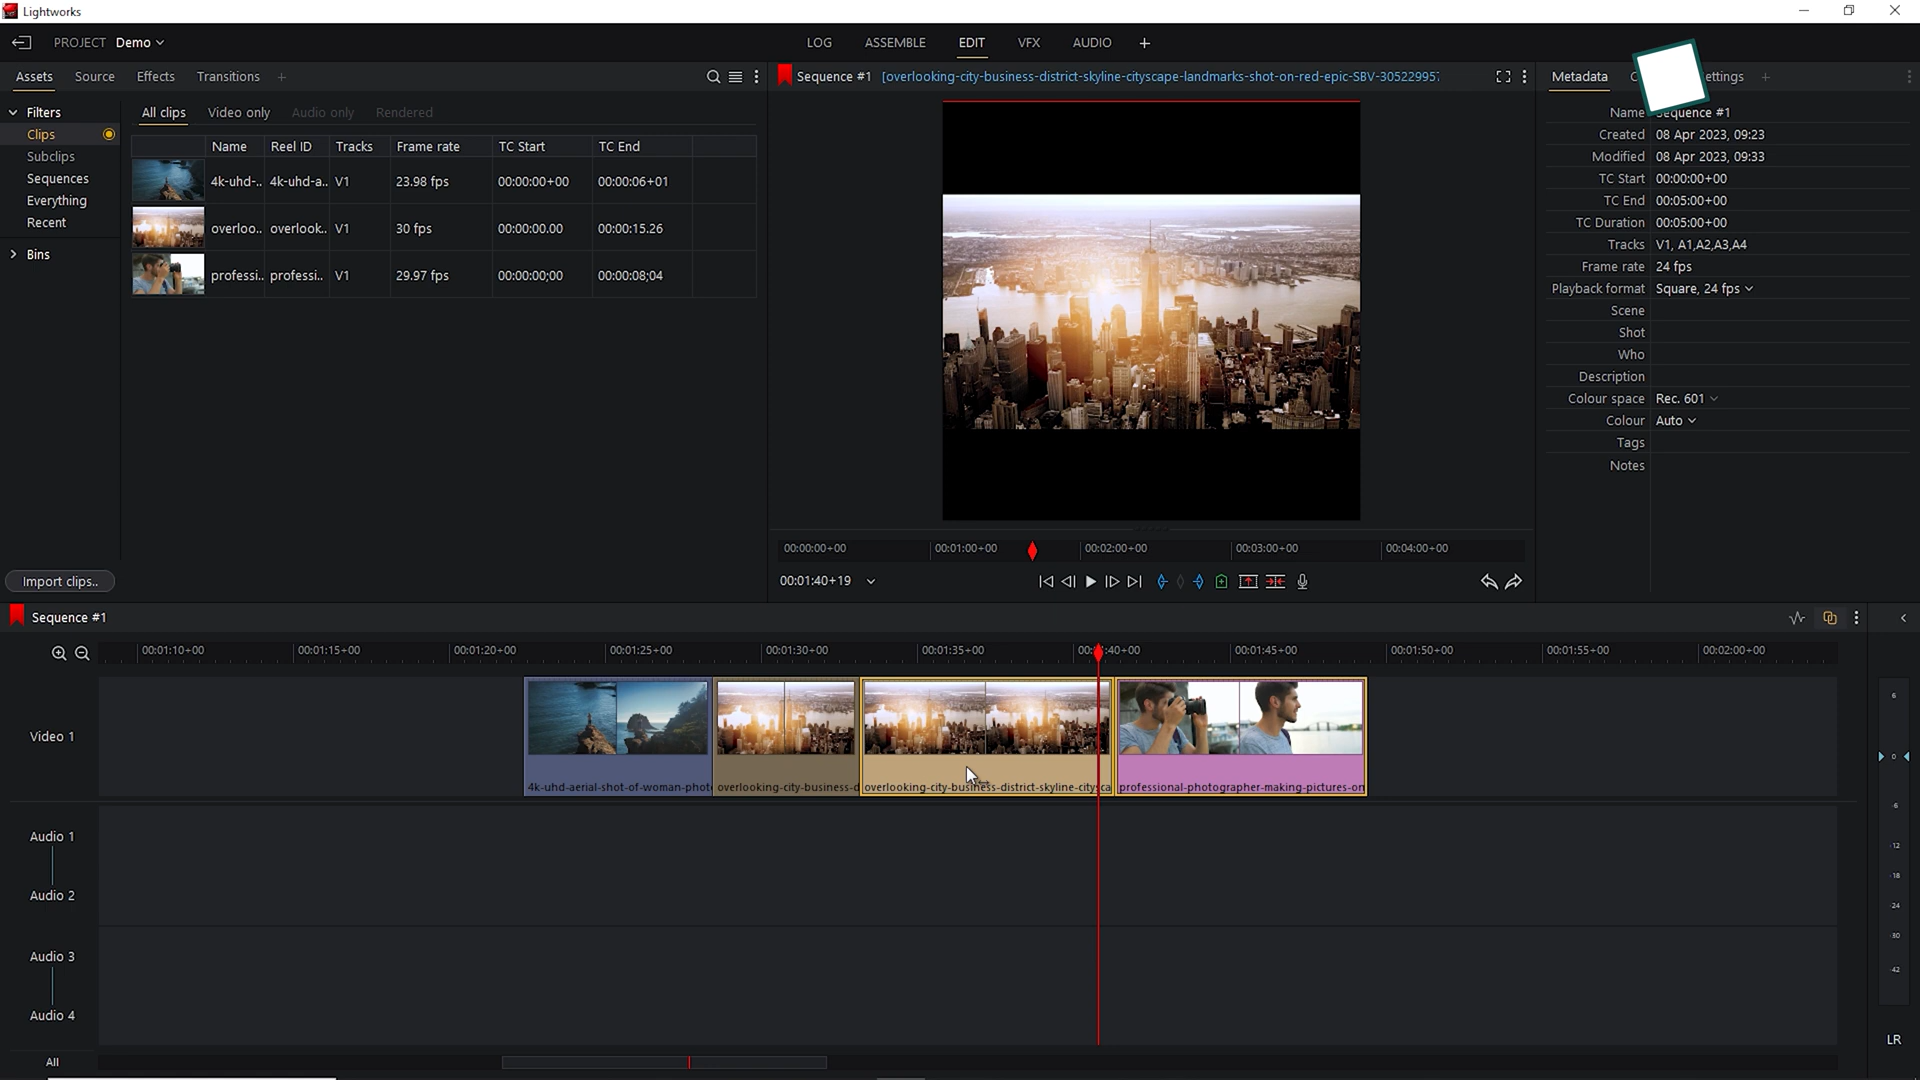 Lightworks
PROJECT Demo
LOG ASSEMBLE EDIT VFX AUDIO +
Assets Source Effects Transitions +
Sequence #1 [overlooking-city-business-district-skyline-cityscape-landmarks-shot-on-red-epic-SBV-30522995
Metadata C ettings +
Filters
Clips
Subclips
Sequences
Everything
Recent
Bins
All clips Video only Audio only Rendered
Name Reel ID Tracks Frame rate TC Start TC End
4k-uhd-.. 4k-uhd-a.. V1 23.98 fps 00:00:00+00 00:00:06+01
overloo.. overlook.. V1 30 fps 00:00:00.00 00:00:15.26
professi.. professi.. V1 29.97 fps 00:00:00;00 00:00:08;04
Import clips..
Name Sequence #1
Created 08 Apr 2023, 09:23
Modified 08 Apr 2023, 09:33
TC Start 00:00:00+00
TC End 00:05:00+00
TC Duration 00:05:00+00
Tracks V1, A1,A2,A3,A4
Frame rate 24 fps
Playback format Square, 24 fps
Scene
Shot
Who
Description
Colour space Rec. 601
Colour Auto
Tags
Notes
00:00:00+00 00:01:00+00 00:02:00+00 00:03:00+00 00:04:00+00
00:01:40+19
Sequence #1
00:01:10+00 00:01:15+00 00:01:20+00 00:01:25+00 00:01:30+00 00:01:35+00 :40+00 00:01:45+00 00:01:50+00 00:01:55+00 00:02:00+00
Video 1
4k-uhd-aerial-shot-of-woman-phot overlooking-city-business-d overlooking-city-business-district-skyline-citysca professional-photographer-making-pictures-on
Audio 1
Audio 2
Audio 3
Audio 4
All
6
0
-6
-12
-18
-24
-30
-42
LR